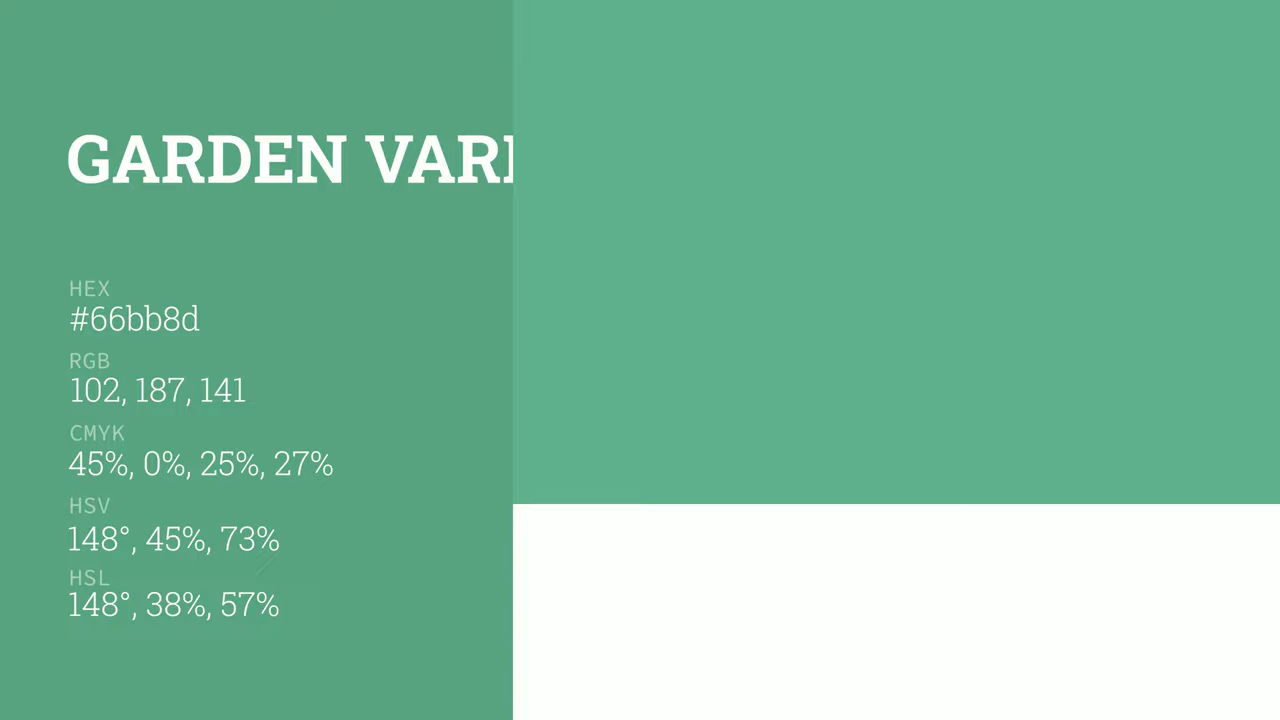 GARDEN VAR
HEX
#66bb8d
RGB
102, 187, 141
CMYK
45%, 0%, 25%, 27%
HSV
148°, 45%, 73%
HSL
148°, 38%, 57%